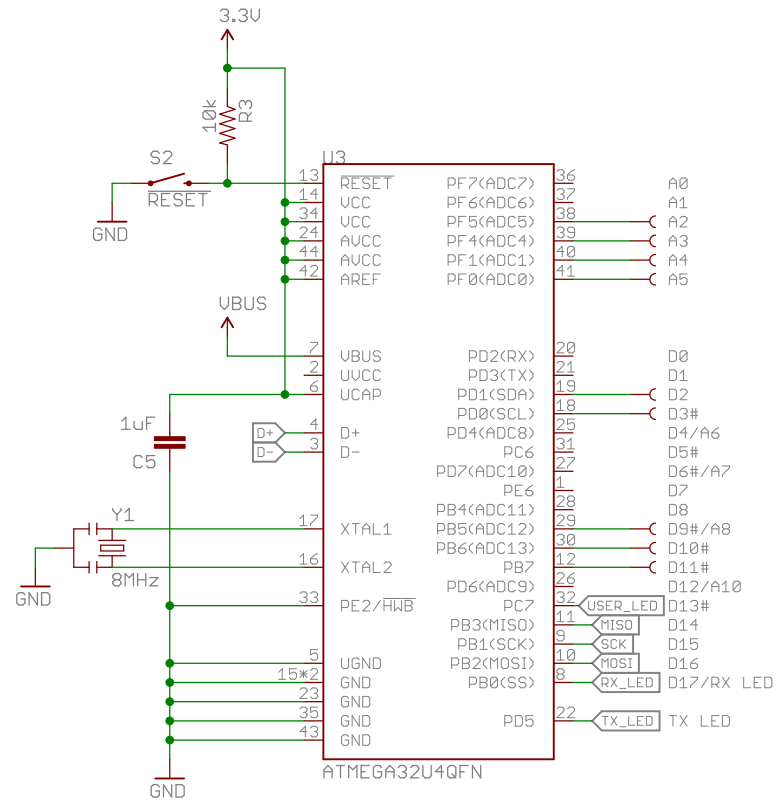 3.3V
10k
R3
S2
RESET
GND
U3
13 RESET PF7(ADC7) 36 A0
14 VCC PF6(ADC6) 37 A1
34 VCC PF5(ADC5) 38 A2
24 AVCC PF4(ADC4) 39 A3
44 AVCC PF1(ADC1) 40 A4
42 AREF PF0(ADC0) 41 A5
VBUS
7 VBUS PD2(RX) 20 D0
2 UVCC PD3(TX) 21 D1
6 UCAP PD1(SDA) 19 D2
PD0(SCL) 18 D3#
1uF
C5
D+ 4 D+ PD4(ADC8) 25 D4/A6
D- 3 D- PC6 31 D5#
PD7(ADC10) 27 D6#/A7
PE6 1 D7
PB4(ADC11) 28 D8
Y1
17 XTAL1 PB5(ADC12) 29 D9#/A8
PB6(ADC13) 30 D10#
16 XTAL2 PB7 12 D11#
8MHz
GND
PD6(ADC9) 26 D12/A10
33 PE2/HWB PC7 32 USER_LED D13#
PB3(MISO) 11 MISO D14
PB1(SCK) 9 SCK D15
5 UGND PB2(MOSI) 10 MOSI D16
15*2 GND PB0(SS) 8 RX_LED D17/RX LED
23 GND
35 GND PD5 22 TX_LED TX LED
43 GND
ATMEGA32U4QFN
GND